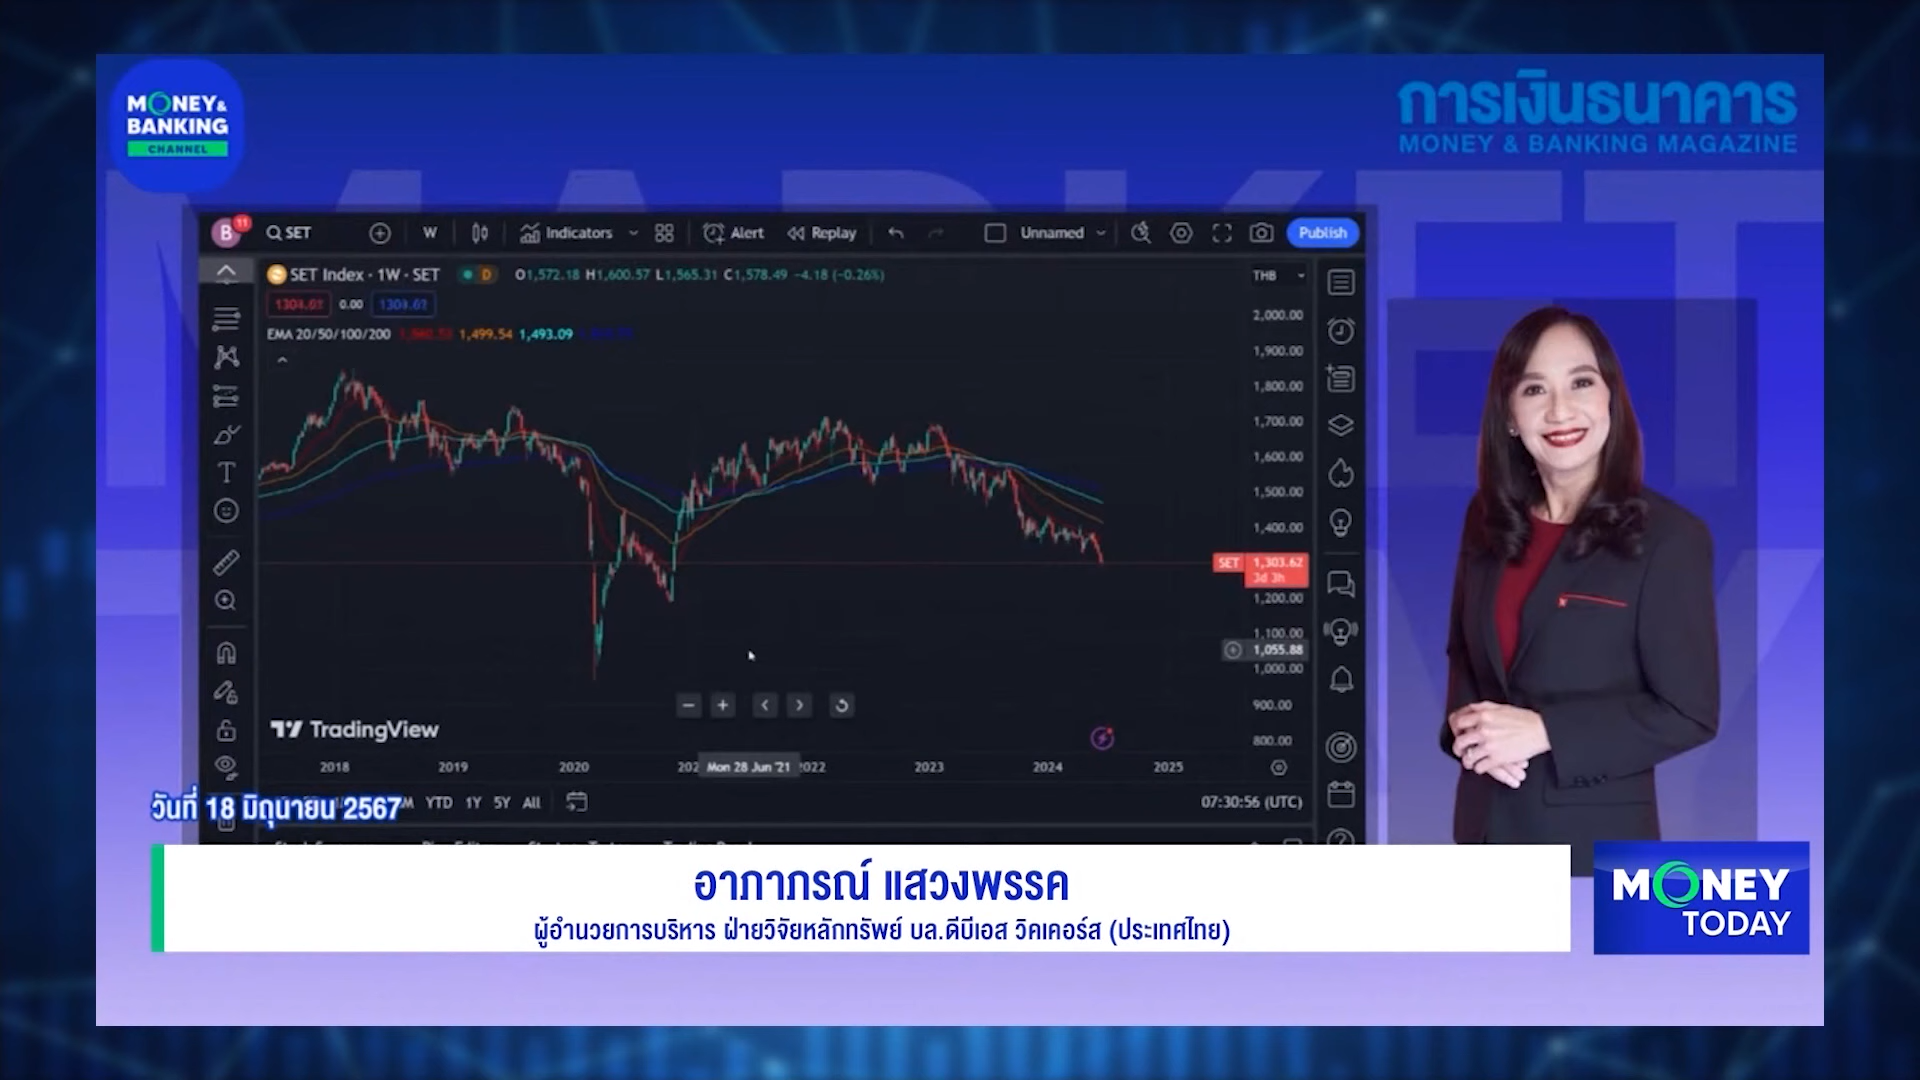 MONEY&
BANKING
CHANNEL
การเงินธนาคาร
MONEY & BANKING MAGAZINE
MARKET
B 11 SET W Indicators Alert Replay Unnamed Publish
SET Index · 1W · SET D O1,572.18 H1,600.57 L1,565.31 C1,578.49 −4.18 (−0.26%) THB
0.00
EMA 20/50/100/200 1,499.54 1,493.09
2,000.00
1,900.00
1,800.00
1,700.00
1,600.00
1,500.00
1,400.00
SET 1,303.62
3d 3h
1,200.00
1,100.00
1,055.88
1,000.00
900.00
800.00
TradingView
2018 2019 2020 Mon 28 Jun '21 2022 2023 2024 2025
YTD 1Y 5Y All 07:30:56 (UTC)
วันที่ 18 มิถุนายน 2567
อาภาภรณ์ แสวงพรรค
ผู้อำนวยการบริหาร ฝ่ายวิจัยหลักทรัพย์ บล.ดีบีเอส วิคเคอร์ส (ประเทศไทย)
MONEY
TODAY